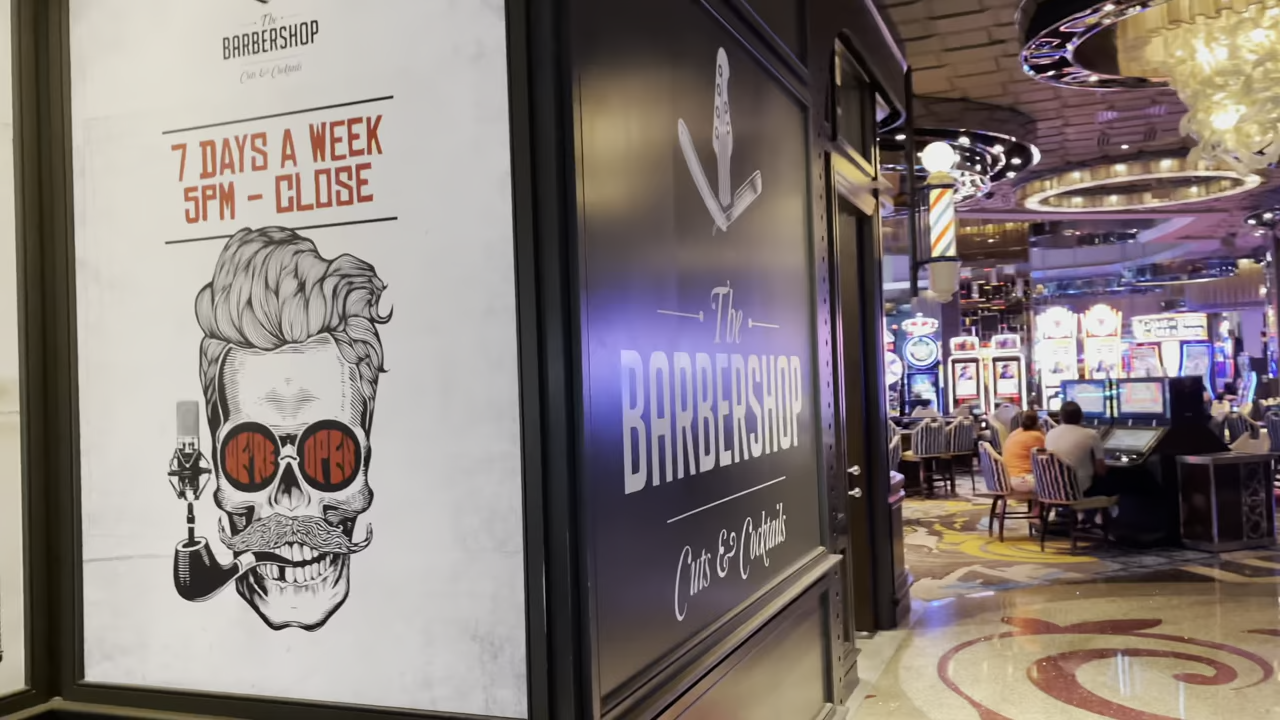 The
BARBERSHOP
Cuts & Cocktails
7 DAYS A WEEK
5PM – CLOSE
WE'RE OPEN
The
BARBERSHOP
Cuts & Cocktails